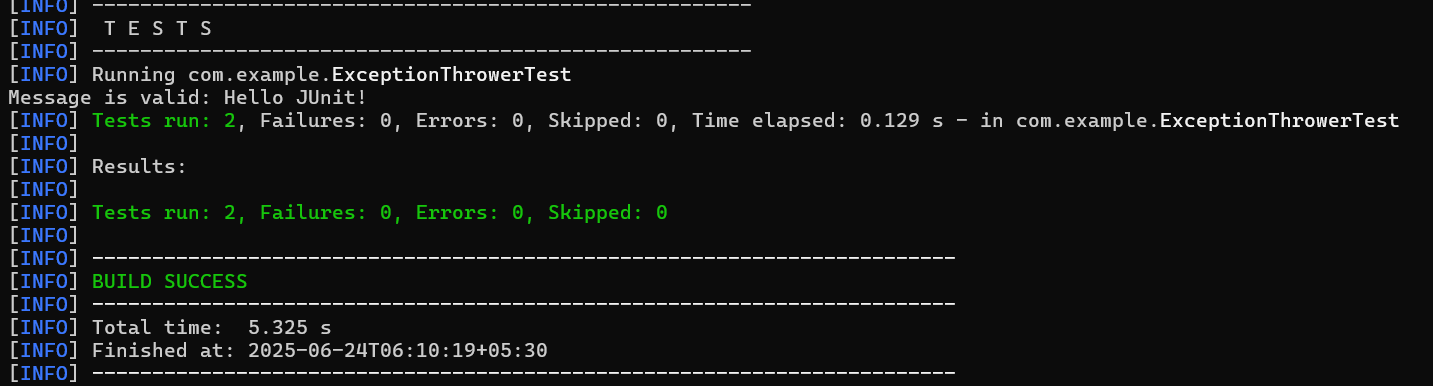 [INFO] -------------------------------------------------------
[INFO]  T E S T S
[INFO] -------------------------------------------------------
[INFO] Running com.example.ExceptionThrowerTest
Message is valid: Hello JUnit!
[INFO] Tests run: 2, Failures: 0, Errors: 0, Skipped: 0, Time elapsed: 0.129 s - in com.example.ExceptionThrowerTest
[INFO]
[INFO] Results:
[INFO]
[INFO] Tests run: 2, Failures: 0, Errors: 0, Skipped: 0
[INFO]
[INFO] ------------------------------------------------------------------------
[INFO] BUILD SUCCESS
[INFO] ------------------------------------------------------------------------
[INFO] Total time:  5.325 s
[INFO] Finished at: 2025-06-24T06:10:19+05:30
[INFO] ------------------------------------------------------------------------